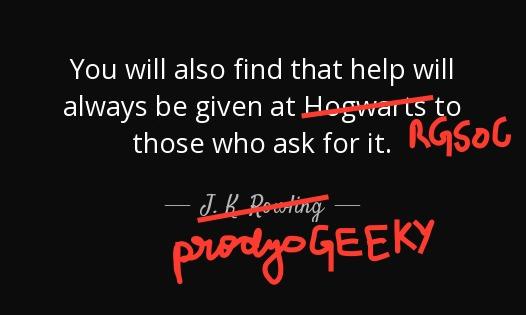 You will also find that help will
always be given at Hogwarts to
RGSOC
those who ask for it.
— J. K. Rowling —
prodyoGEEKY